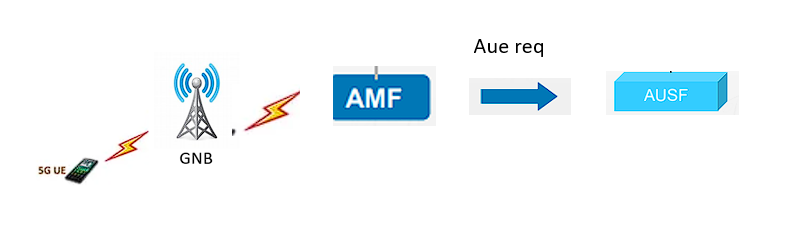 Aue req
AMF
AUSF
GNB
5G UE